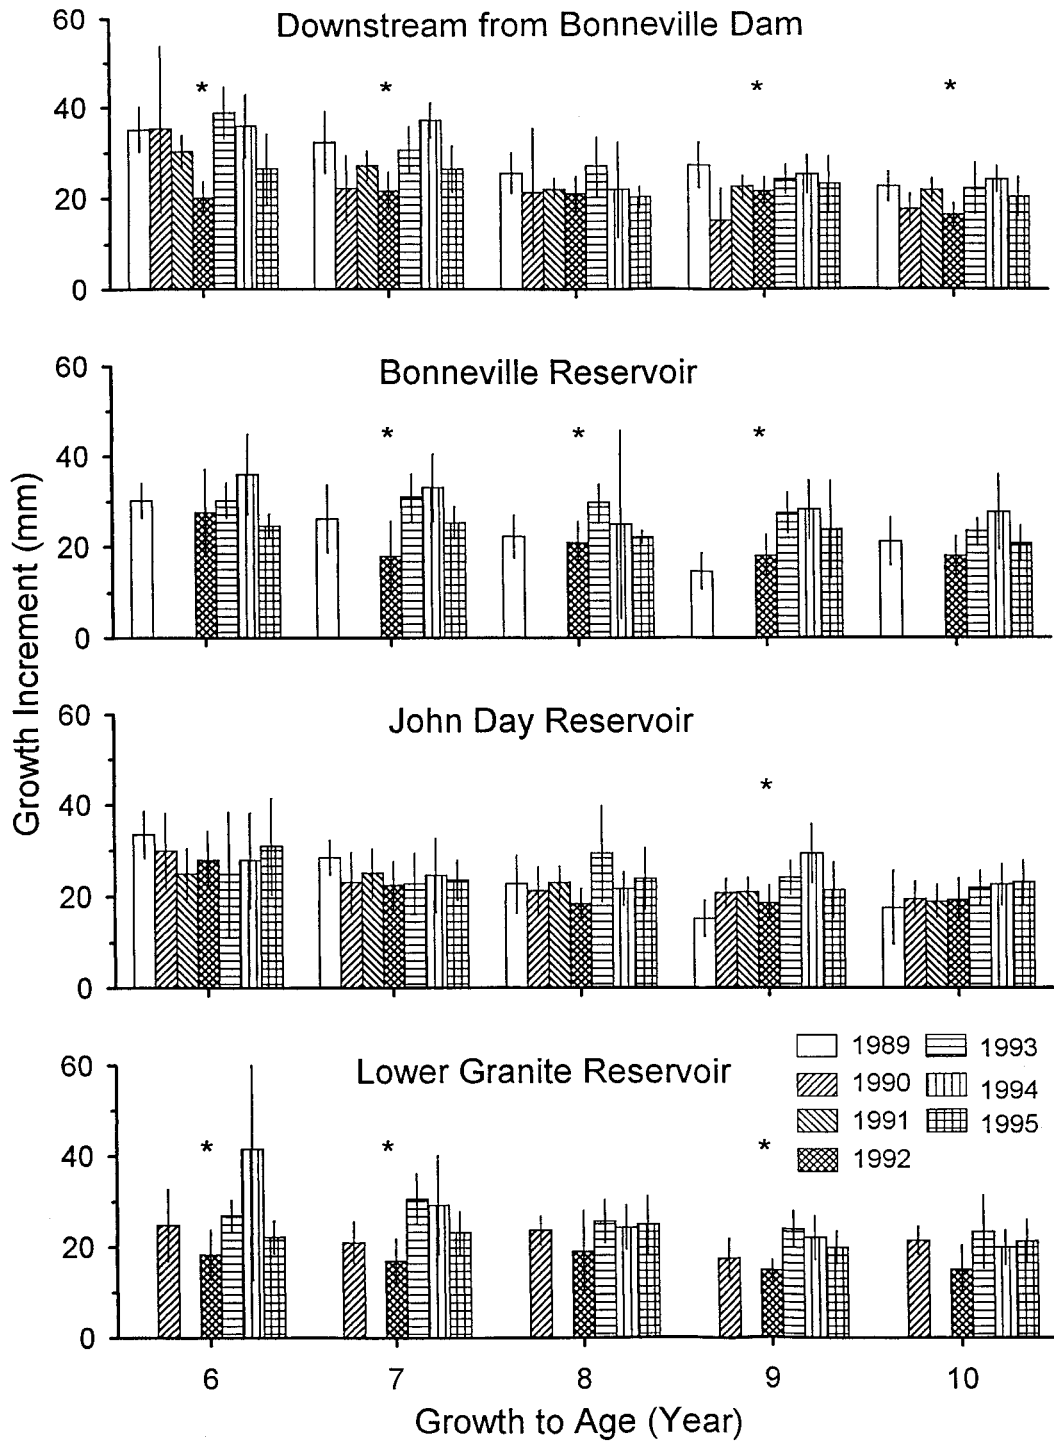 Downstream from Bonneville Dam
60
40
20
0
* * * *
Bonneville Reservoir
60
40
20
0
* * *
John Day Reservoir
60
40
20
0
*
Lower Granite Reservoir
60
40
20
0
* * *
1989 1993
1990 1994
1991 1995
1992
6 7 8 9 10
Growth to Age (Year)
Growth Increment (mm)